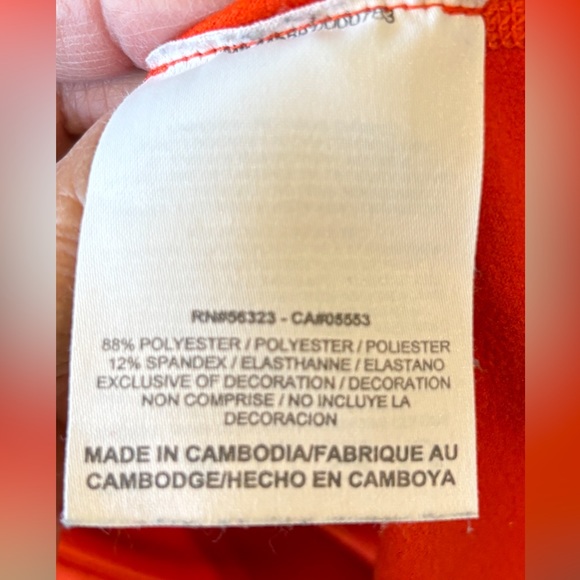 RN#56323 - CA#05553
88% POLYESTER / POLYESTER / POLIESTER
12% SPANDEX / ELASTHANNE / ELASTANO
EXCLUSIVE OF DECORATION / DECORATION
NON COMPRISE / NO INCLUYE LA
DECORACION
MADE IN CAMBODIA/FABRIQUE AU
CAMBODGE/HECHO EN CAMBOYA